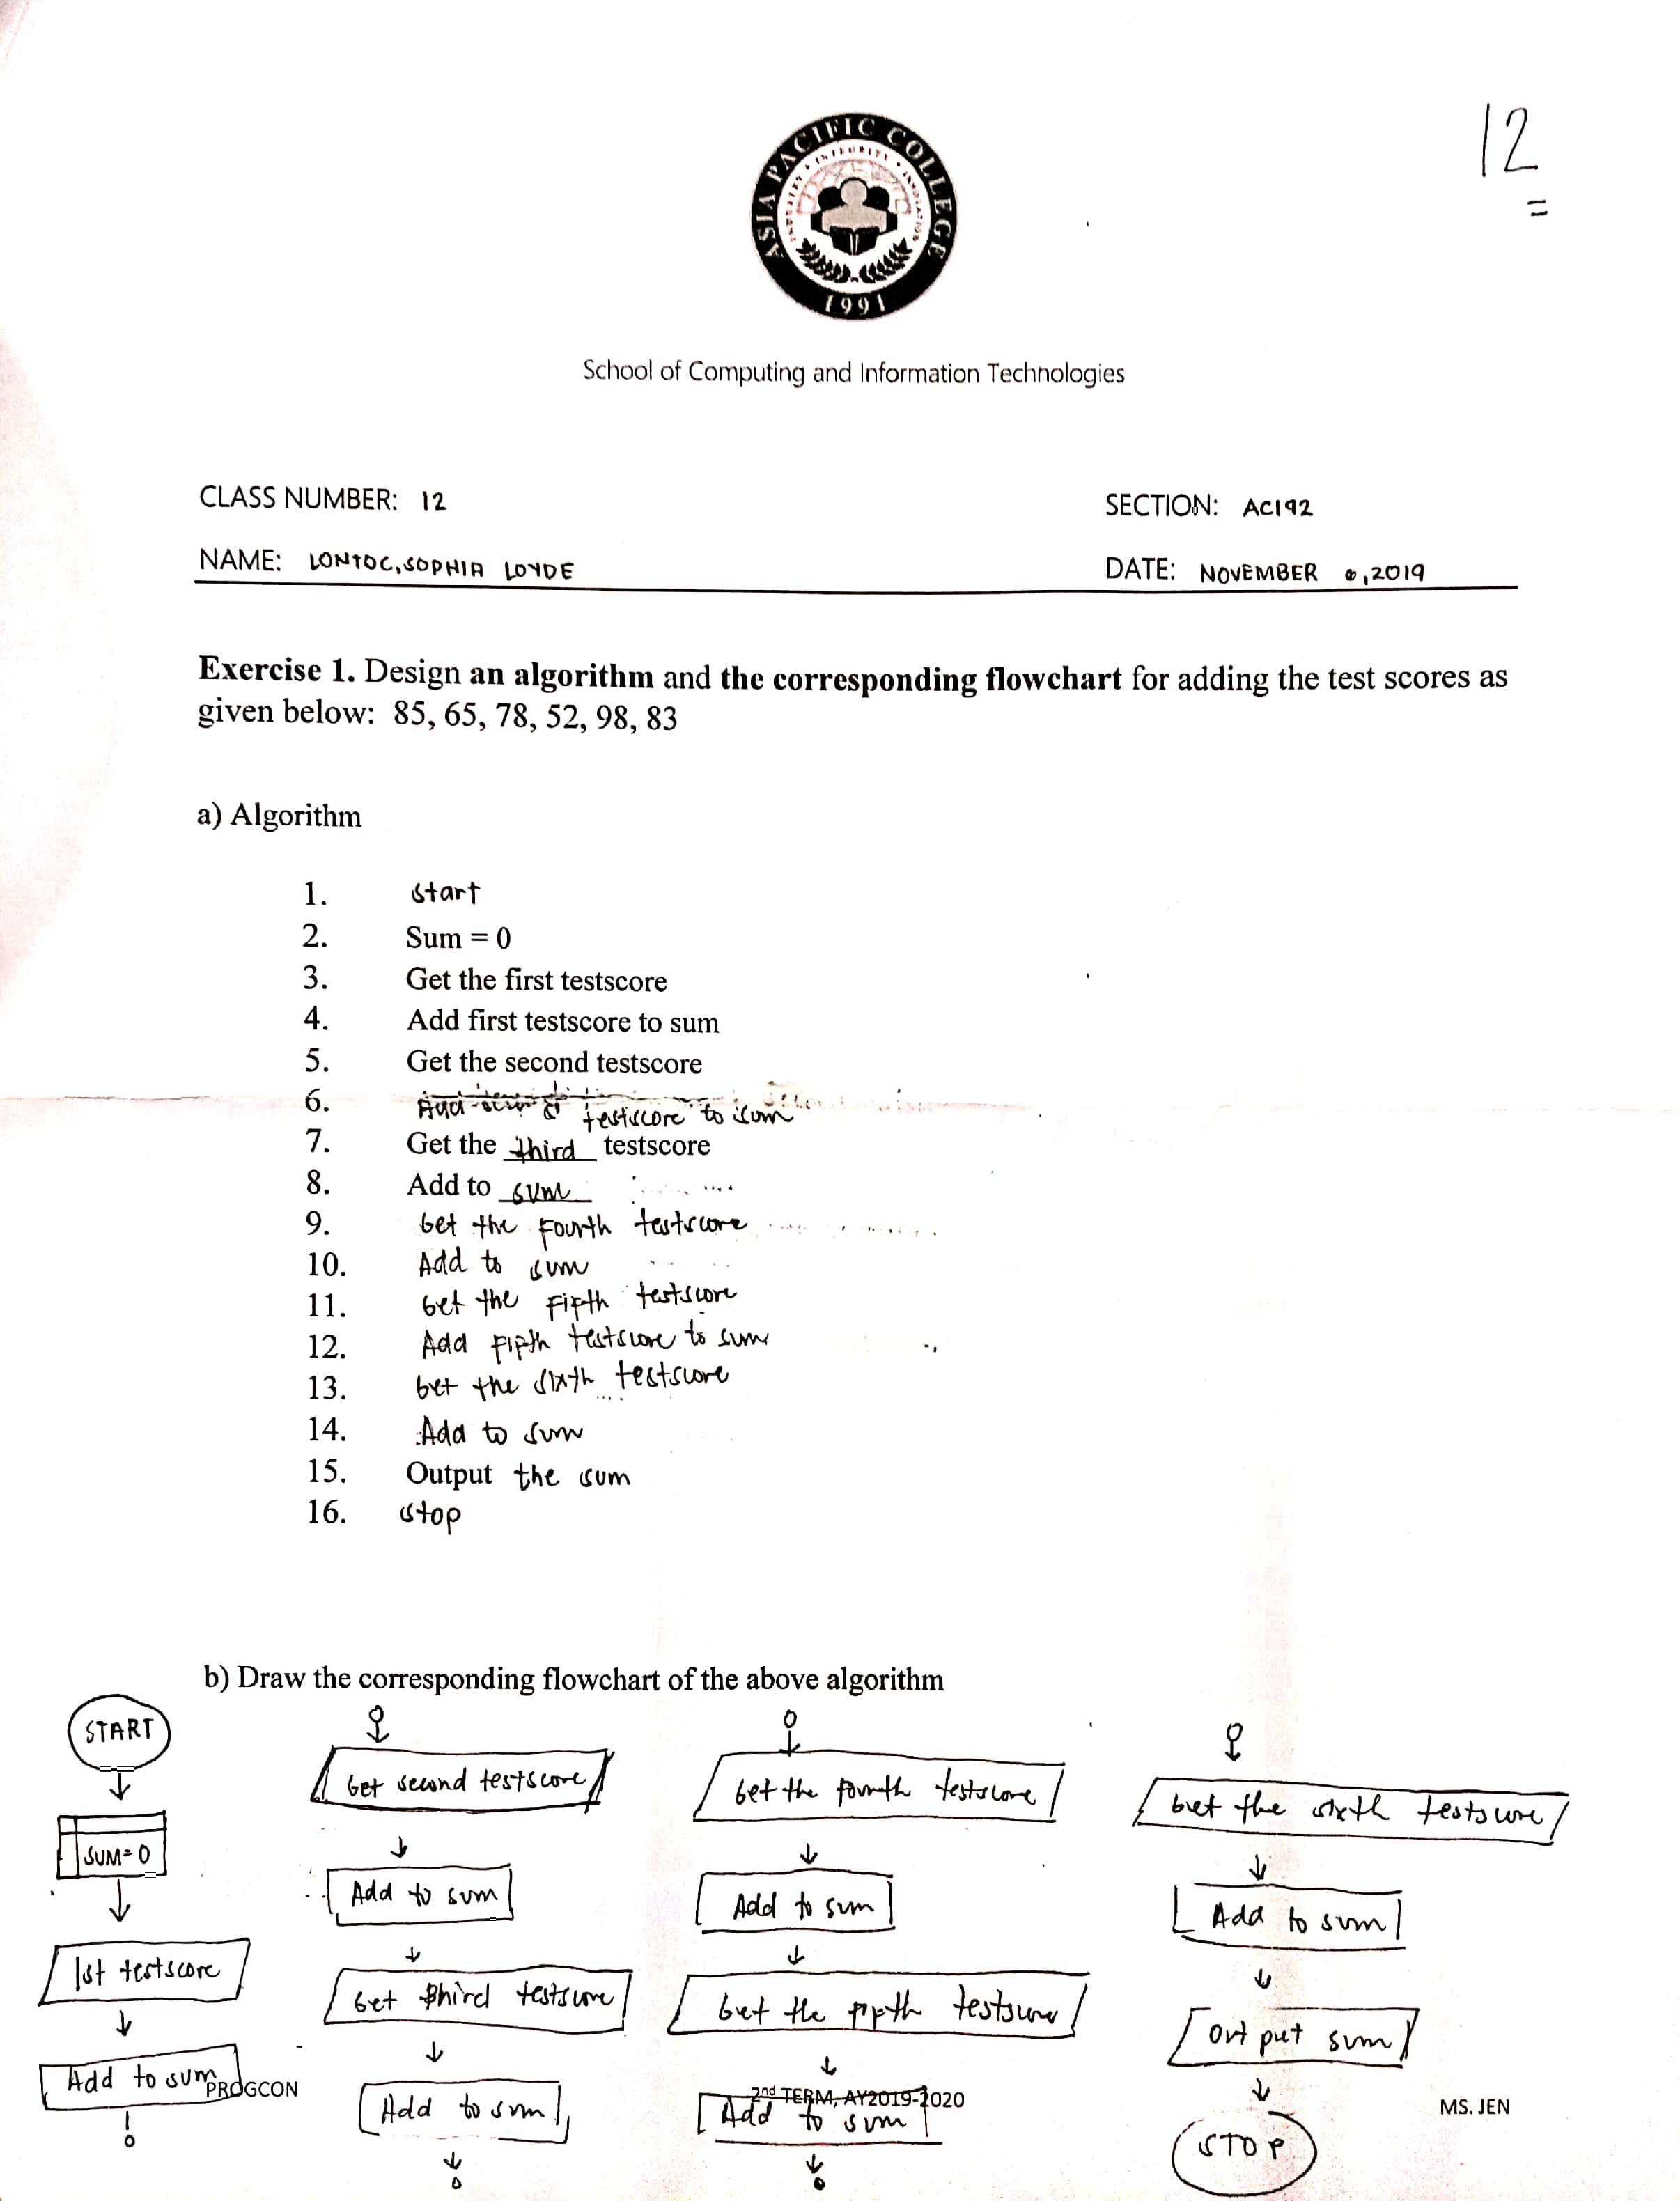 12
ASIA PACIFIC COLLEGE
1991
School of Computing and Information Technologies
CLASS NUMBER: 12
SECTION: AC192
NAME: LONTOC, SOPHIA LOYDE
DATE: NOVEMBER 6, 2019
Exercise 1. Design an algorithm and the corresponding flowchart for adding the test scores as
given below: 85, 65, 78, 52, 98, 83
a) Algorithm
1. Start
2. Sum = 0
3. Get the first testscore
4. Add first testscore to sum
5. Get the second testscore
6. Add testscore to sum
7. Get the third testscore
8. Add to sum
9. Get the fourth testscore
10. Add to sum
11. Get the fifth testscore
12. Add fifth testscore to sum
13. Get the sixth testscore
14. Add to sum
15. Output the sum
16. Stop
b) Draw the corresponding flowchart of the above algorithm
START
SUM = 0
1st testscore
Add to sum
Get second testscore
Add to sum
Get third testscore
Add to sum
Get the fourth testscore
Add to sum
Get the fifth testscore
Add to sum
Get the sixth testscore
Add to sum
Output sum
STOP
PROGCON
2nd TERM, AY2019-2020
MS. JEN